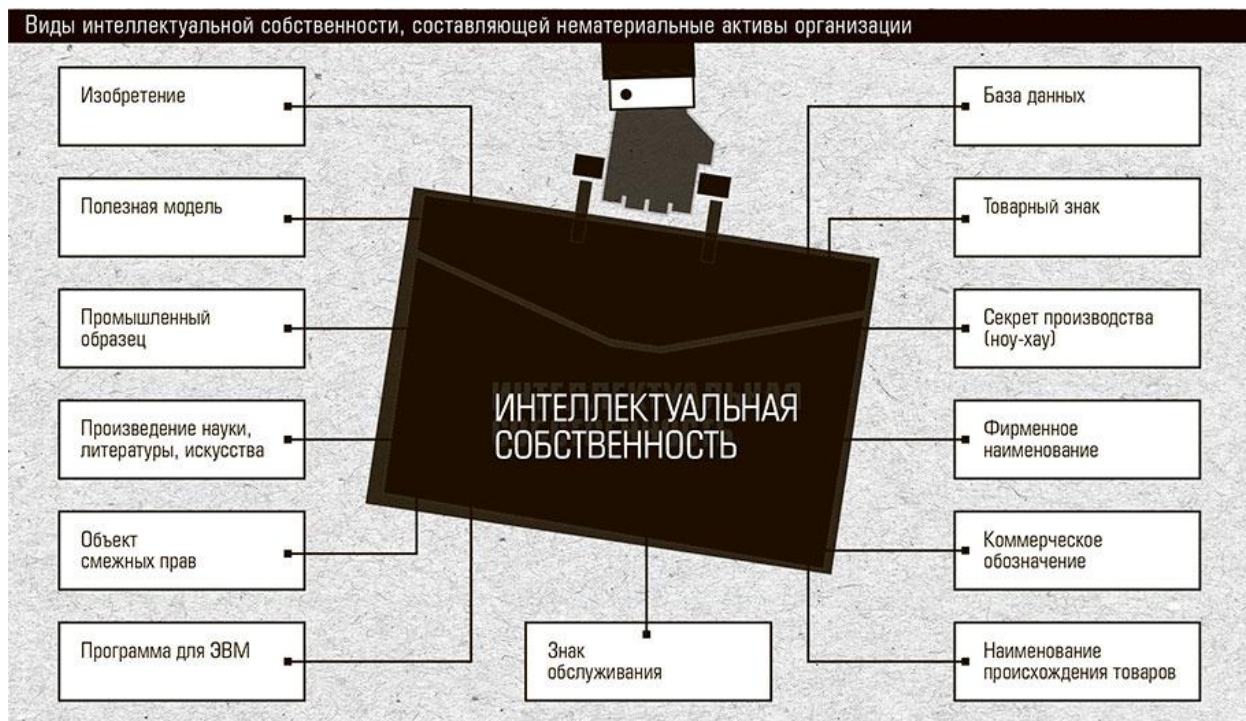 Виды интеллектуальной собственности, составляющей нематериальные активы организации
Изобретение
Полезная модель
Промышленный
образец
Произведение науки,
литературы, искусства
Объект
смежных прав
Программа для ЭВМ
ИНТЕЛЛЕКТУАЛЬНАЯ
СОБСТВЕННОСТЬ
Знак
обслуживания
База данных
Товарный знак
Секрет производства
(ноу-хау)
Фирменное
наименование
Коммерческое
обозначение
Наименование
происхождения товаров